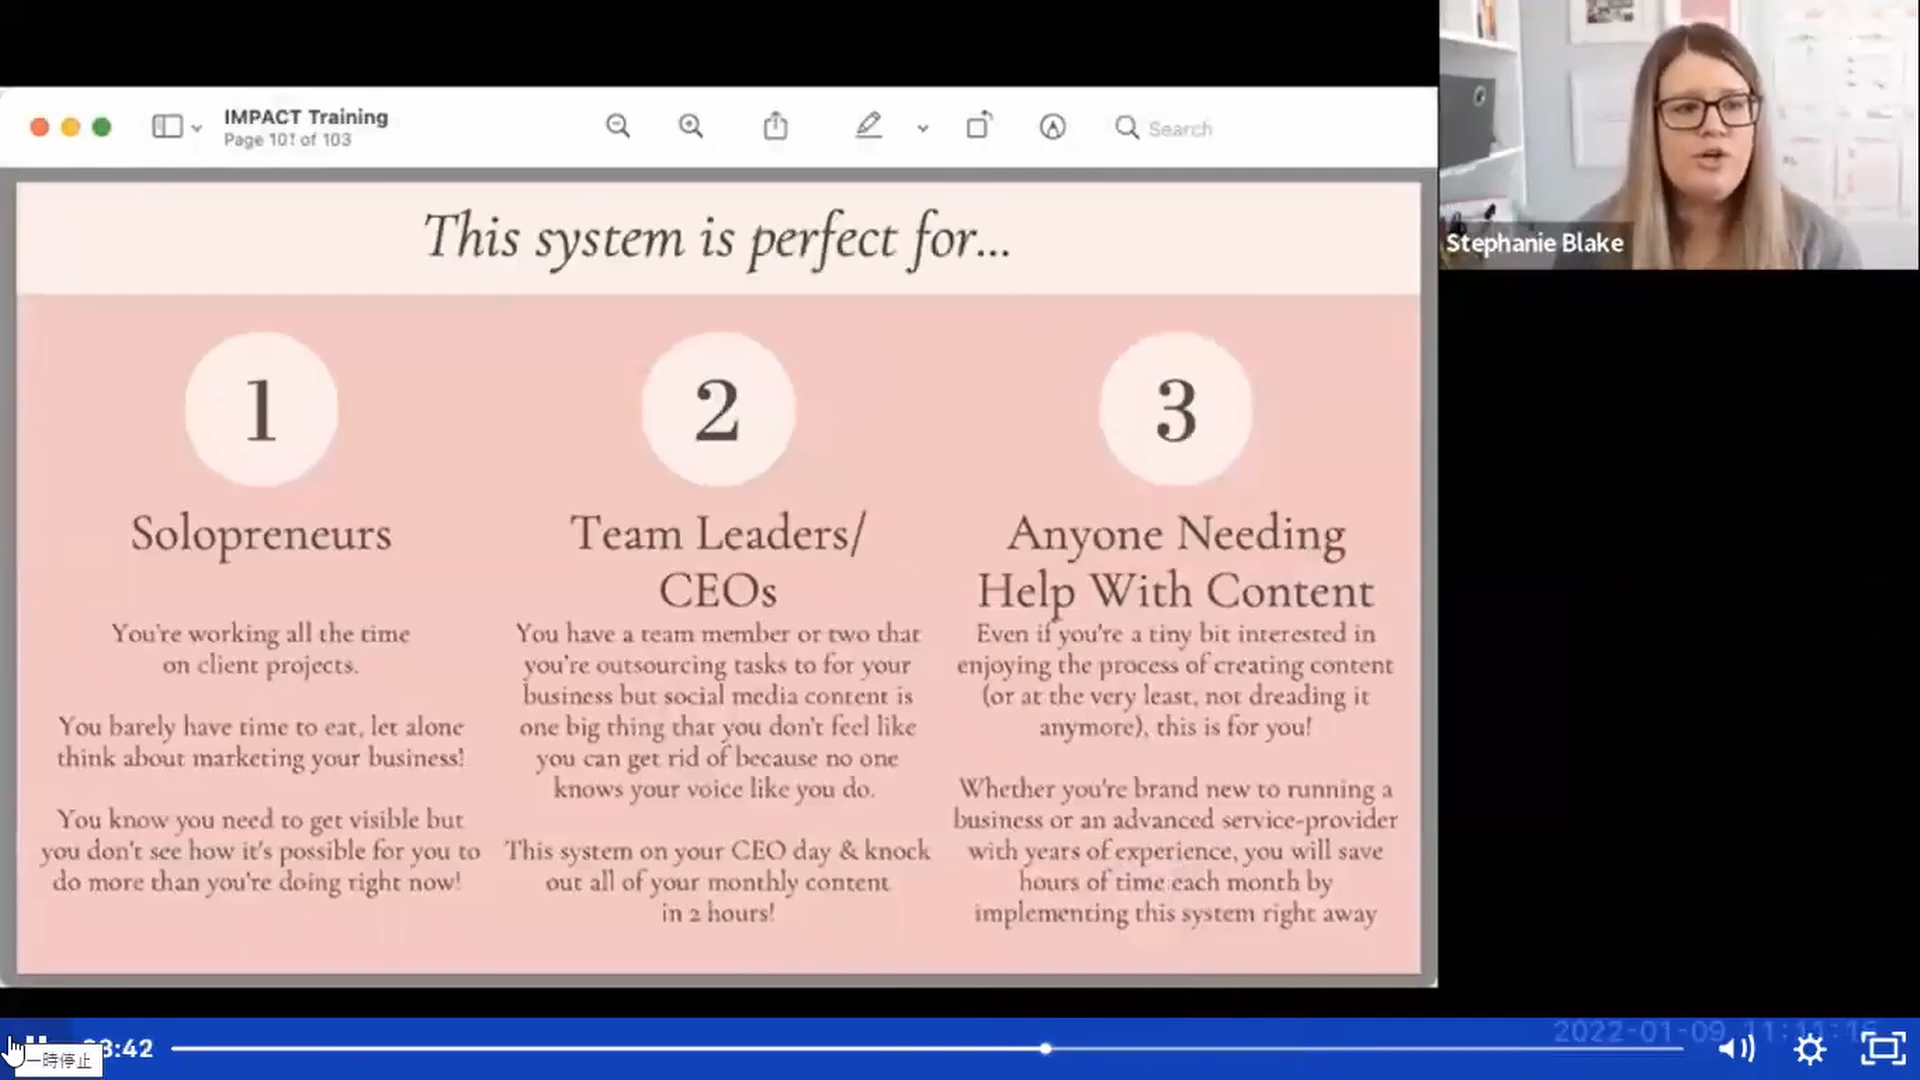 IMPACT Training
Page 101 of 103
Search
Stephanie Blake
This system is perfect for...
1
Solopreneurs
You're working all the time
on client projects.
You barely have time to eat, let alone
think about marketing your business!
You know you need to get visible but
you don't see how it's possible for you to
do more than you're doing right now!
2
Team Leaders/
CEOs
You have a team member or two that
you're outsourcing tasks to for your
business but social media content is
one big thing that you don't feel like
you can get rid of because no one
knows your voice like you do.
This system on your CEO day & knock
out all of your monthly content
in 2 hours!
3
Anyone Needing
Help With Content
Even if you're a tiny bit interested in
enjoying the process of creating content
(or at the very least, not dreading it
anymore), this is for you!
Whether you're brand new to running a
business or an advanced service-provider
with years of experience, you will save
hours of time each month by
implementing this system right away
3:42
一時停止
2022-01-09